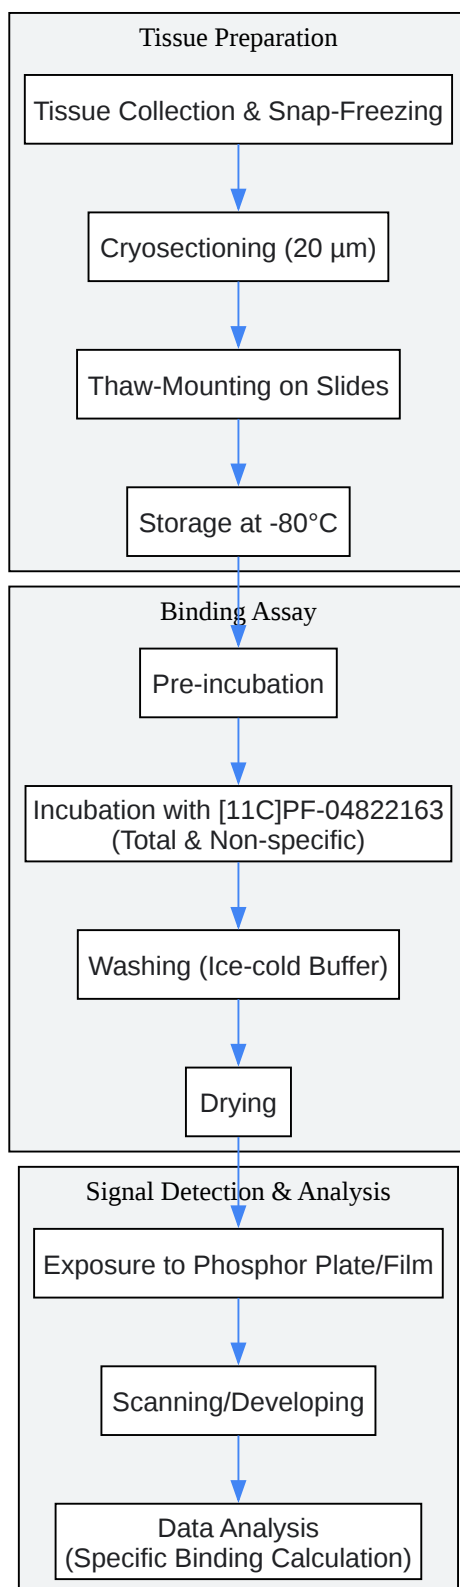 Tissue Preparation
Tissue Collection & Snap-Freezing
Cryosectioning (20 µm)
Thaw-Mounting on Slides
Storage at -80°C
Binding Assay
Pre-incubation
Incubation with [11C]PF-04822163
(Total & Non-specific)
Washing (Ice-cold Buffer)
Drying
Signal Detection & Analysis
Exposure to Phosphor Plate/Film
Scanning/Developing
Data Analysis
(Specific Binding Calculation)